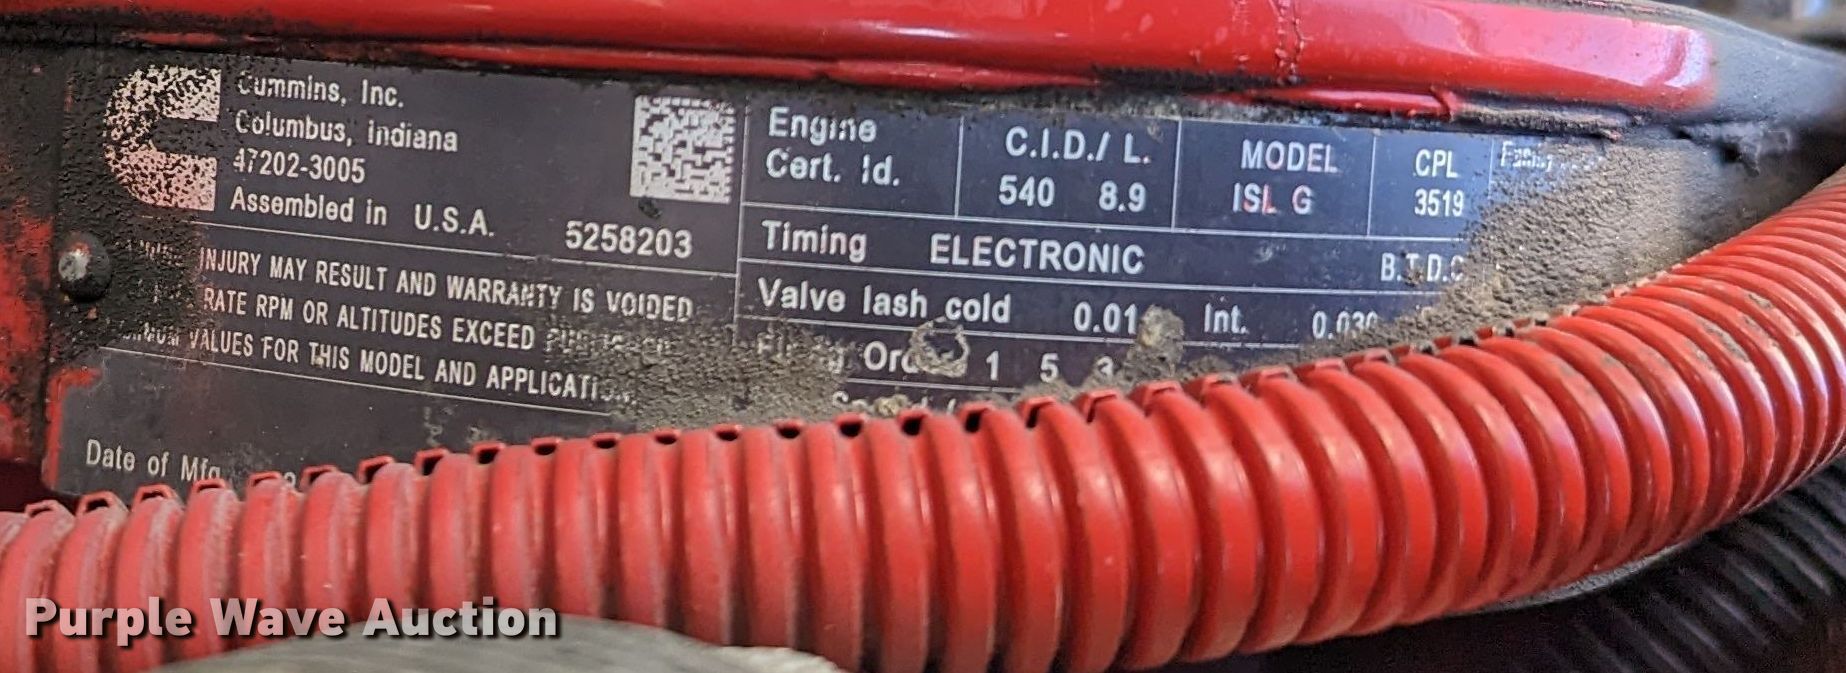 Cummins, Inc.
Columbus, Indiana
47202-3005
Assembled in U.S.A. 5258203
INJURY MAY RESULT AND WARRANTY IS VOIDED
RATE RPM OR ALTITUDES EXCEED
VALUES FOR THIS MODEL AND
Date of Mfg
Engine
Cert. Id.
C.I.D./ L.
540 8.9
MODEL
ISL G
CPL
3519
Timing ELECTRONIC B.T.D.C
Valve lash cold Int.
1 5 3
Purple Wave Auction